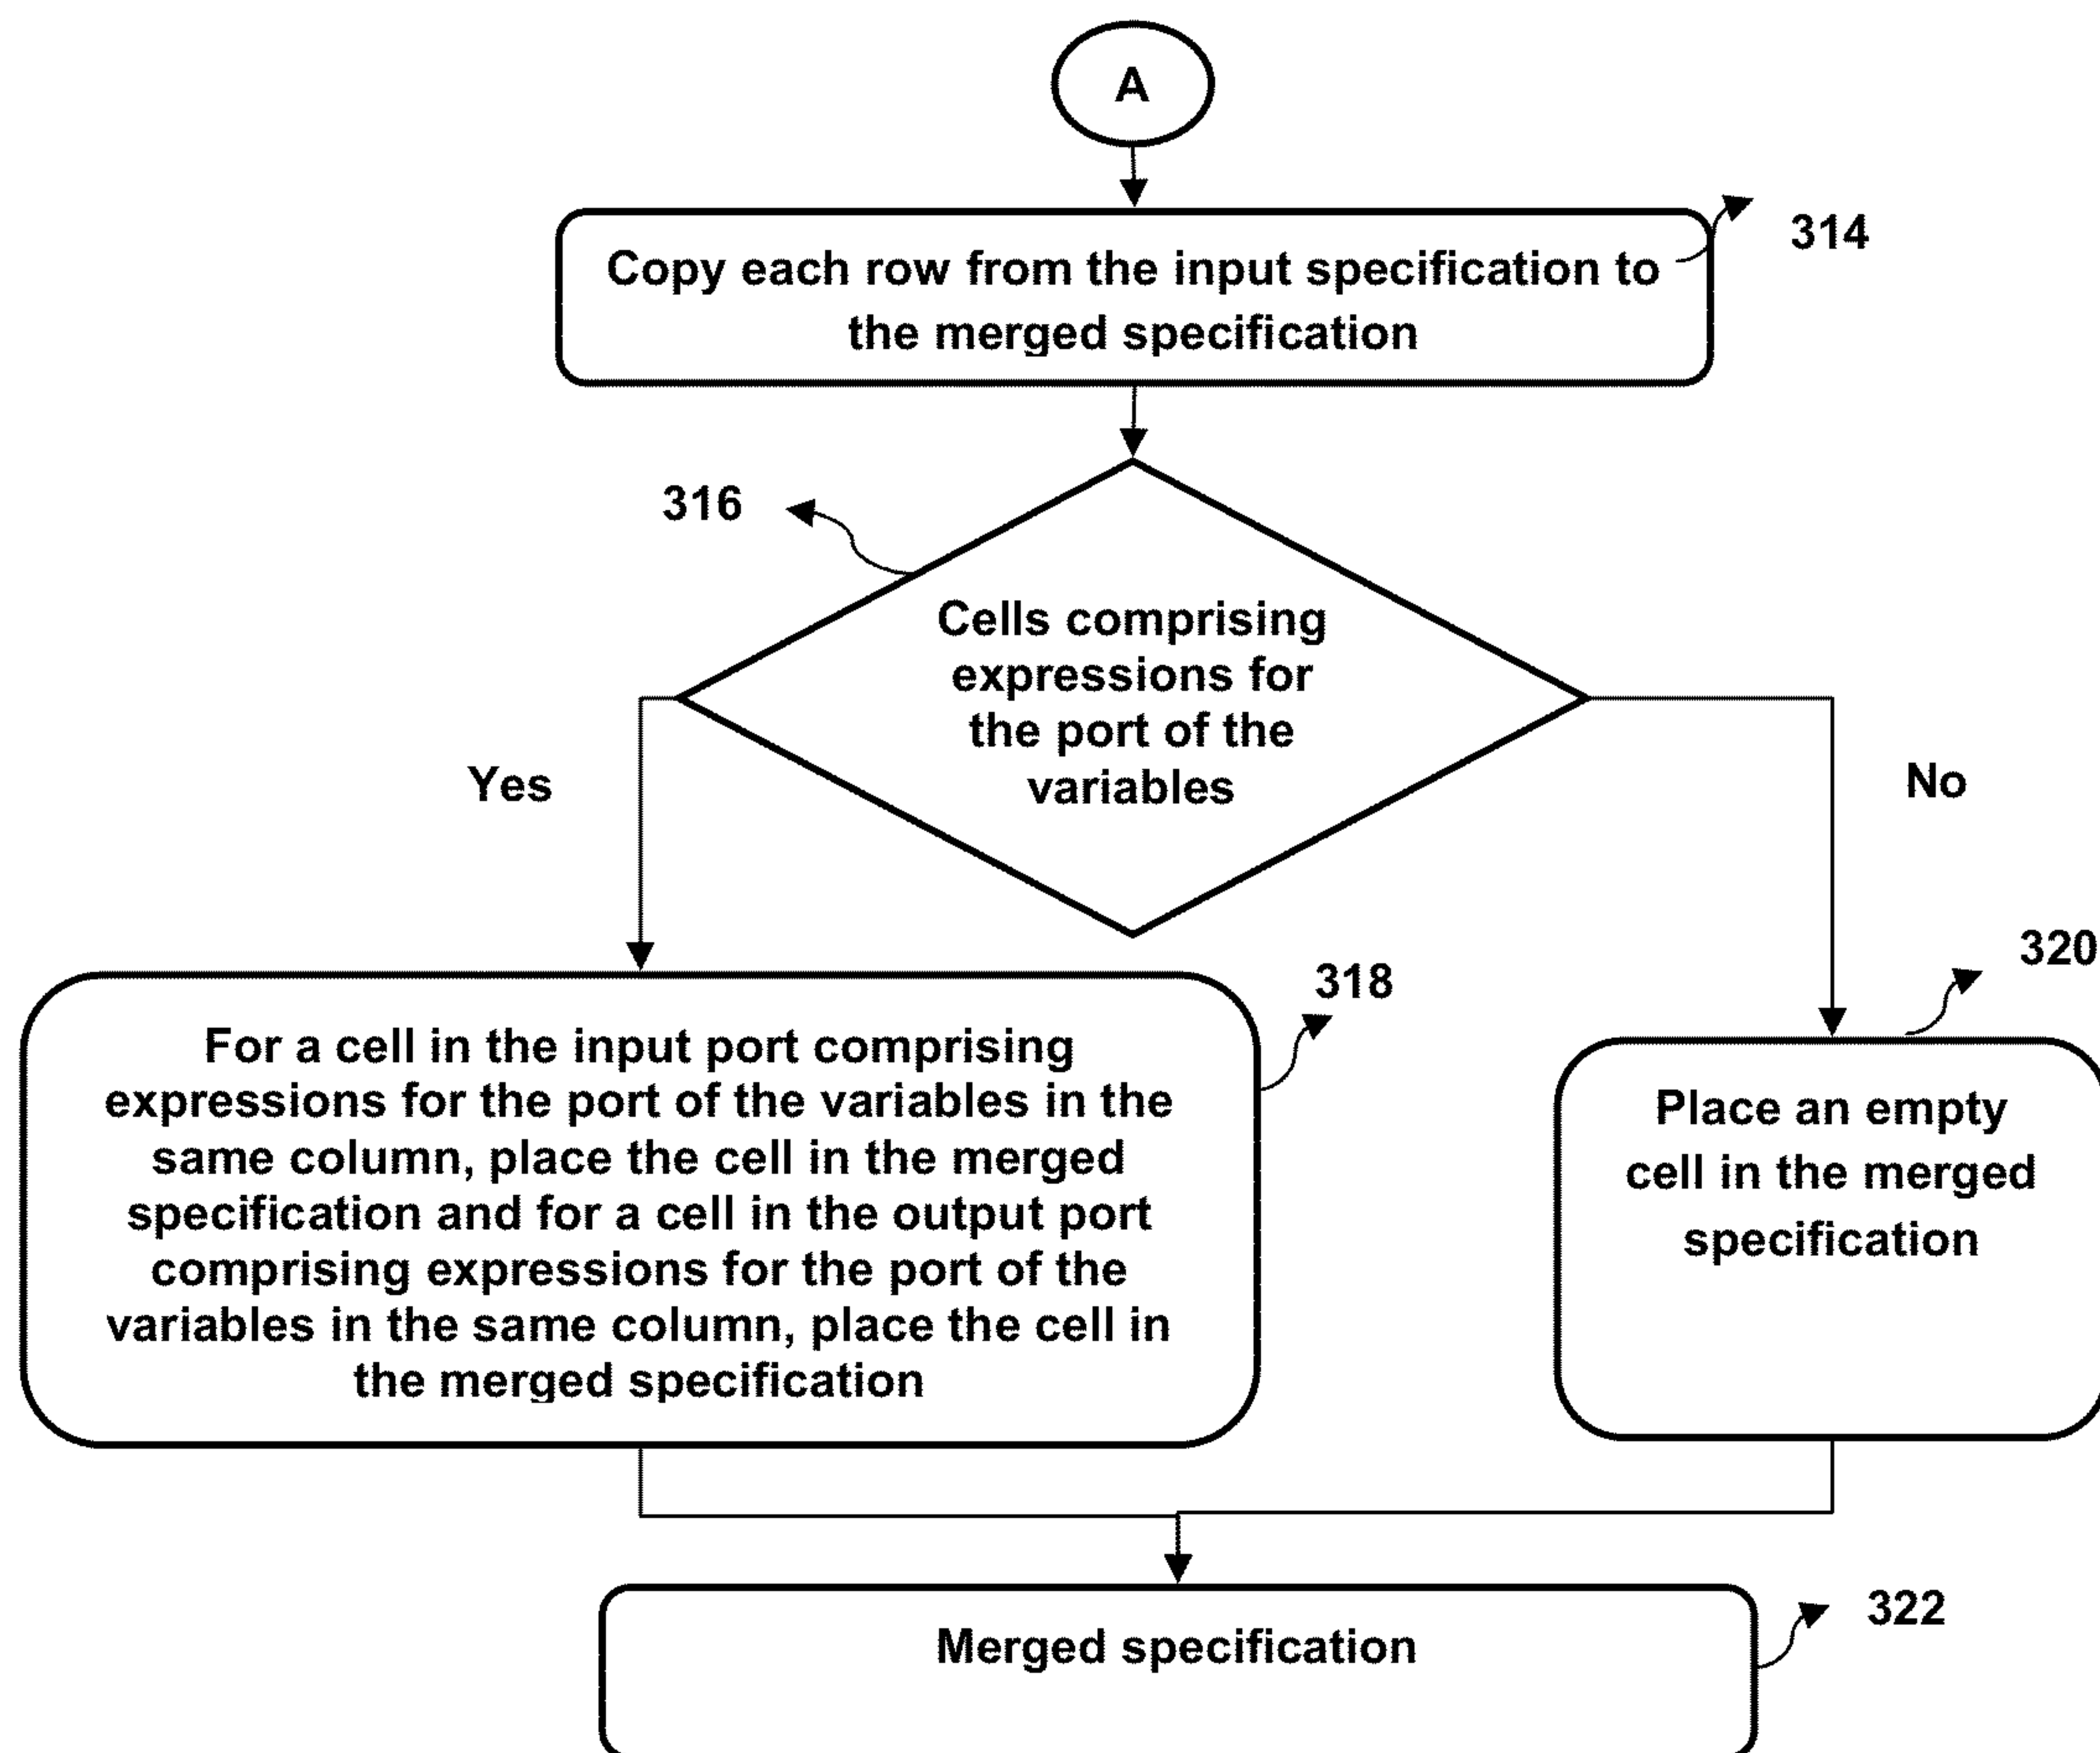 A
314
Copy each row from the input specification to
the merged specification
316
Cells comprising
expressions for
the port of the
variables
Yes
No
320
318
For a cell in the input port comprising
expressions for the port of the variables in the
same column, place the cell in the merged
specification and for a cell in the output port
comprising expressions for the port of the
variables in the same column, place the cell in
the merged specification
Place an empty
cell in the merged
specification
322
Merged specification